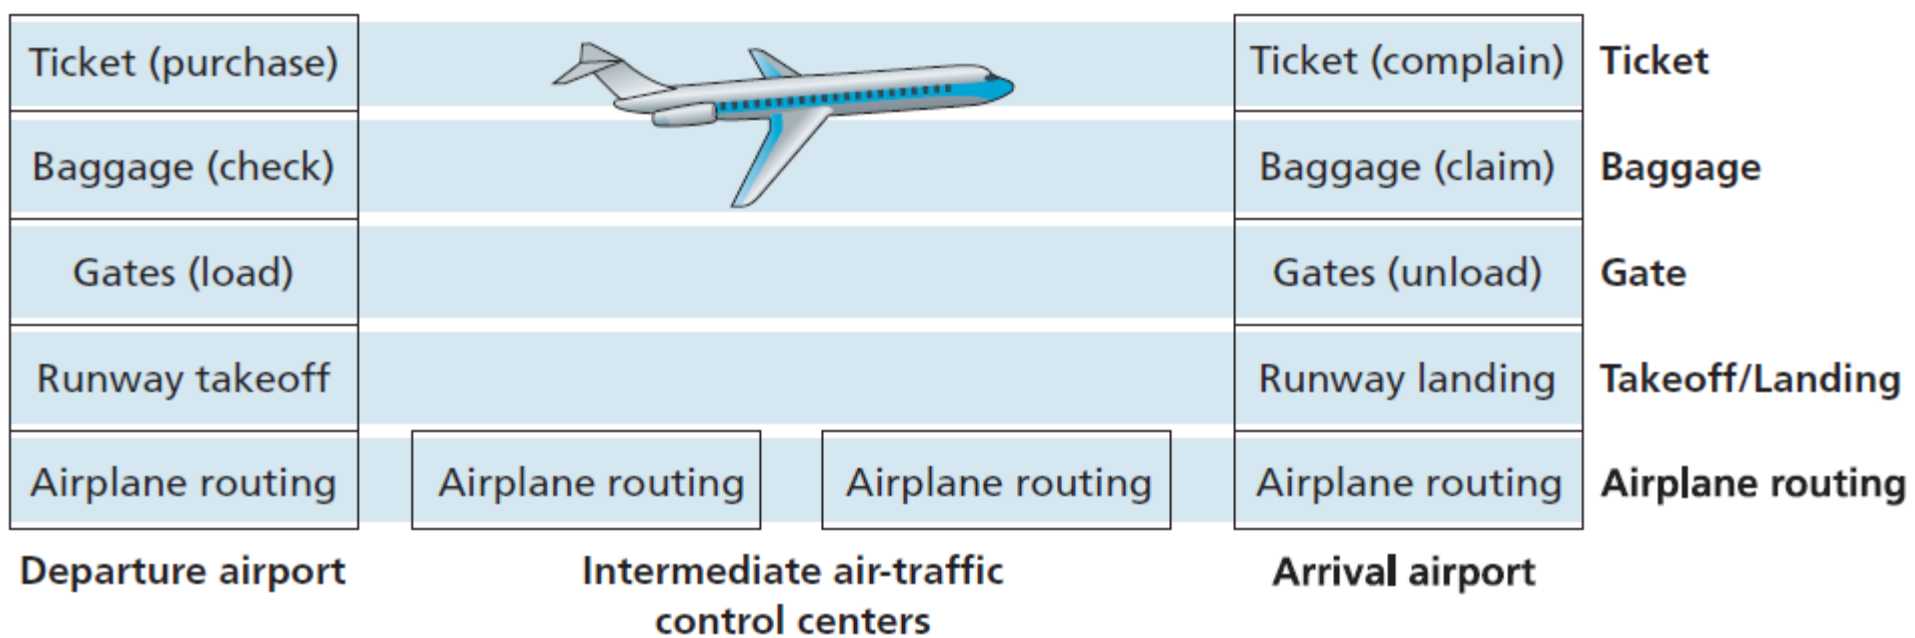 Ticket (purchase)
Ticket (complain)
Ticket
Baggage (check)
Baggage (claim)
Baggage
Gates (load)
Gates (unload)
Gate
Runway takeoff
Runway landing
Takeoff/Landing
Airplane routing
Airplane routing
Airplane routing
Airplane routing
Airplane routing
Departure airport
Intermediate air-traffic
control centers
Arrival airport